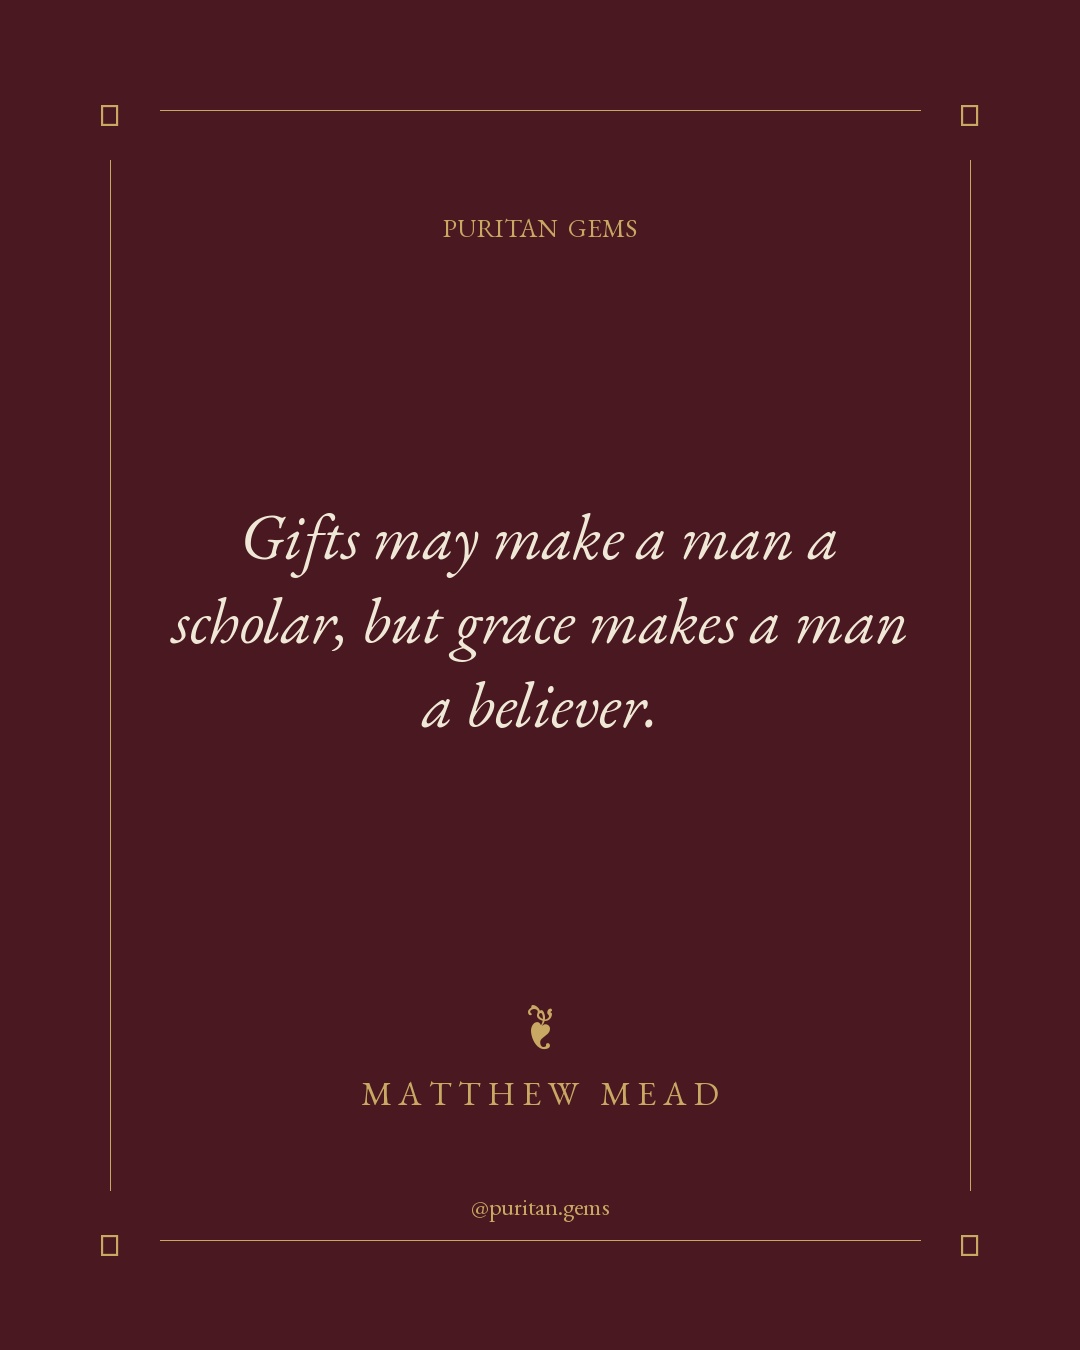 PURITAN GEMS
Gifts may make a man a
scholar, but grace makes a man
a believer.
❦
MATTHEW MEAD
@puritan.gems